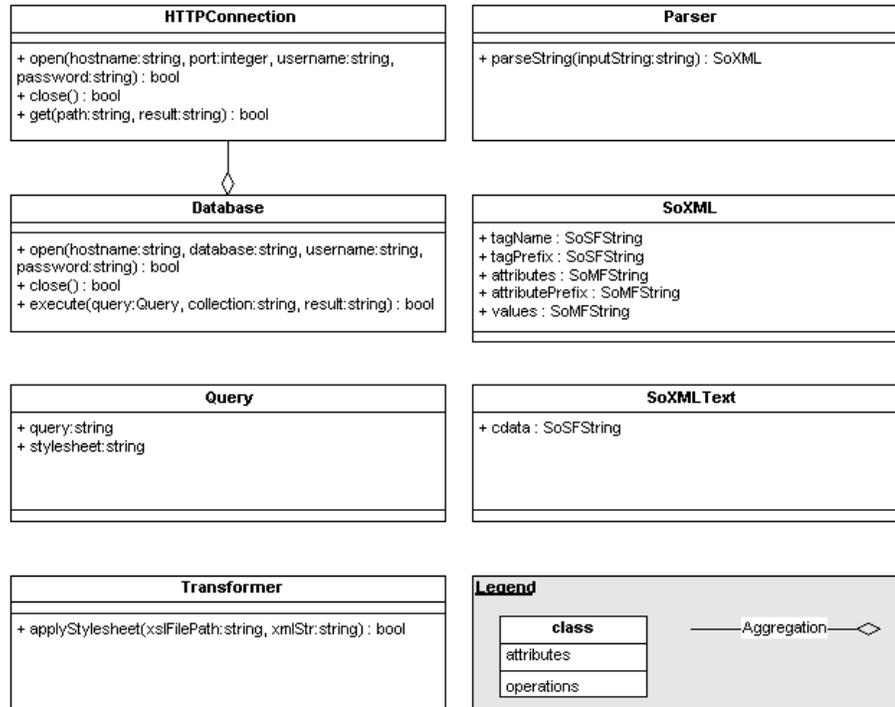 HTTPConnection
+ open(hostname:string, port:integer, username:string,
password:string) : bool
+ close() : bool
+ get(path:string, result:string) : bool
Parser
+ parseString(inputString:string) : SoXML
Database
+ open(hostname:string, database:string, username:string,
password:string) : bool
+ close() : bool
+ execute(query:Query, collection:string, result:string) : bool
SoXML
+ tagName : SoSFString
+ tagPrefix : SoSFString
+ attributes : SoMFString
+ attributePrefix : SoMFString
+ values : SoMFString
Query
+ query:string
+ stylesheet:string
SoXMLText
+ cdata : SoSFString
Transformer
+ applyStylesheet(xslFilePath:string, xmlStr:string) : bool
Legend
class
attributes
operations
Aggregation